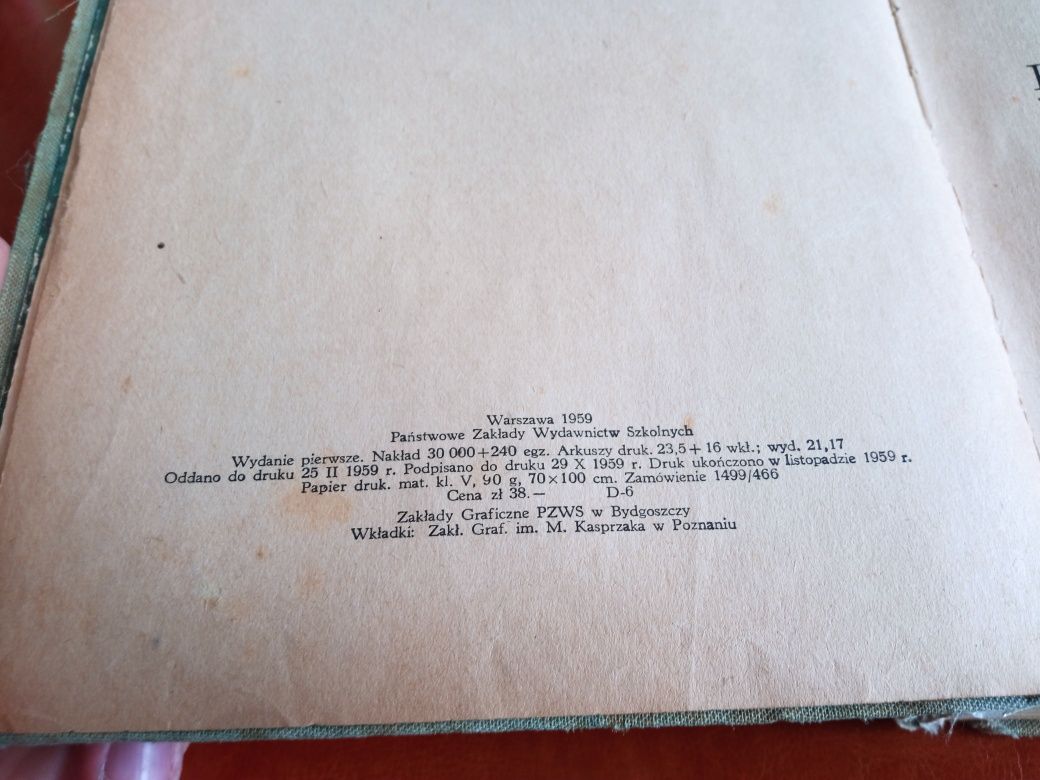 Warszawa 1959
Państwowe Zakłady Wydawnictw Szkolnych
Wydanie pierwsze. Nakład 30 000+240 egz. Arkuszy druk. 23,5+16 wkł.; wyd. 21,17
Oddano do druku 25 II 1959 r. Podpisano do druku 29 X 1959 r. Druk ukończono w listopadzie 1959 r.
Papier druk. mat. kl. V, 90 g, 70×100 cm. Zamówienie 1499/466
Cena zł 38.— D-6
Zakłady Graficzne PZWS w Bydgoszczy
Wkładki: Zakł. Graf. im. M. Kasprzaka w Poznaniu